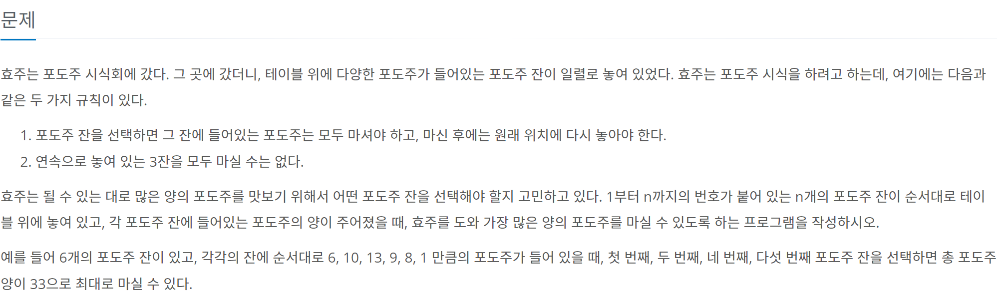 문제
효주는 포도주 시식회에 갔다. 그 곳에 갔더니, 테이블 위에 다양한 포도주가 들어있는 포도주 잔이 일렬로 놓여 있었다. 효주는 포도주 시식을 하려고 하는데, 여기에는 다음과
같은 두 가지 규칙이 있다.
1. 포도주 잔을 선택하면 그 잔에 들어있는 포도주는 모두 마셔야 하고, 마신 후에는 원래 위치에 다시 놓아야 한다.
2. 연속으로 놓여 있는 3잔을 모두 마실 수는 없다.
효주는 될 수 있는 대로 많은 양의 포도주를 맛보기 위해서 어떤 포도주 잔을 선택해야 할지 고민하고 있다. 1부터 n까지의 번호가 붙어 있는 n개의 포도주 잔이 순서대로 테이
블 위에 놓여 있고, 각 포도주 잔에 들어있는 포도주의 양이 주어졌을 때, 효주를 도와 가장 많은 양의 포도주를 마실 수 있도록 하는 프로그램을 작성하시오.
예를 들어 6개의 포도주 잔이 있고, 각각의 잔에 순서대로 6, 10, 13, 9, 8, 1 만큼의 포도주가 들어 있을 때, 첫 번째, 두 번째, 네 번째, 다섯 번째 포도주 잔을 선택하면 총 포도주
양이 33으로 최대로 마실 수 있다.